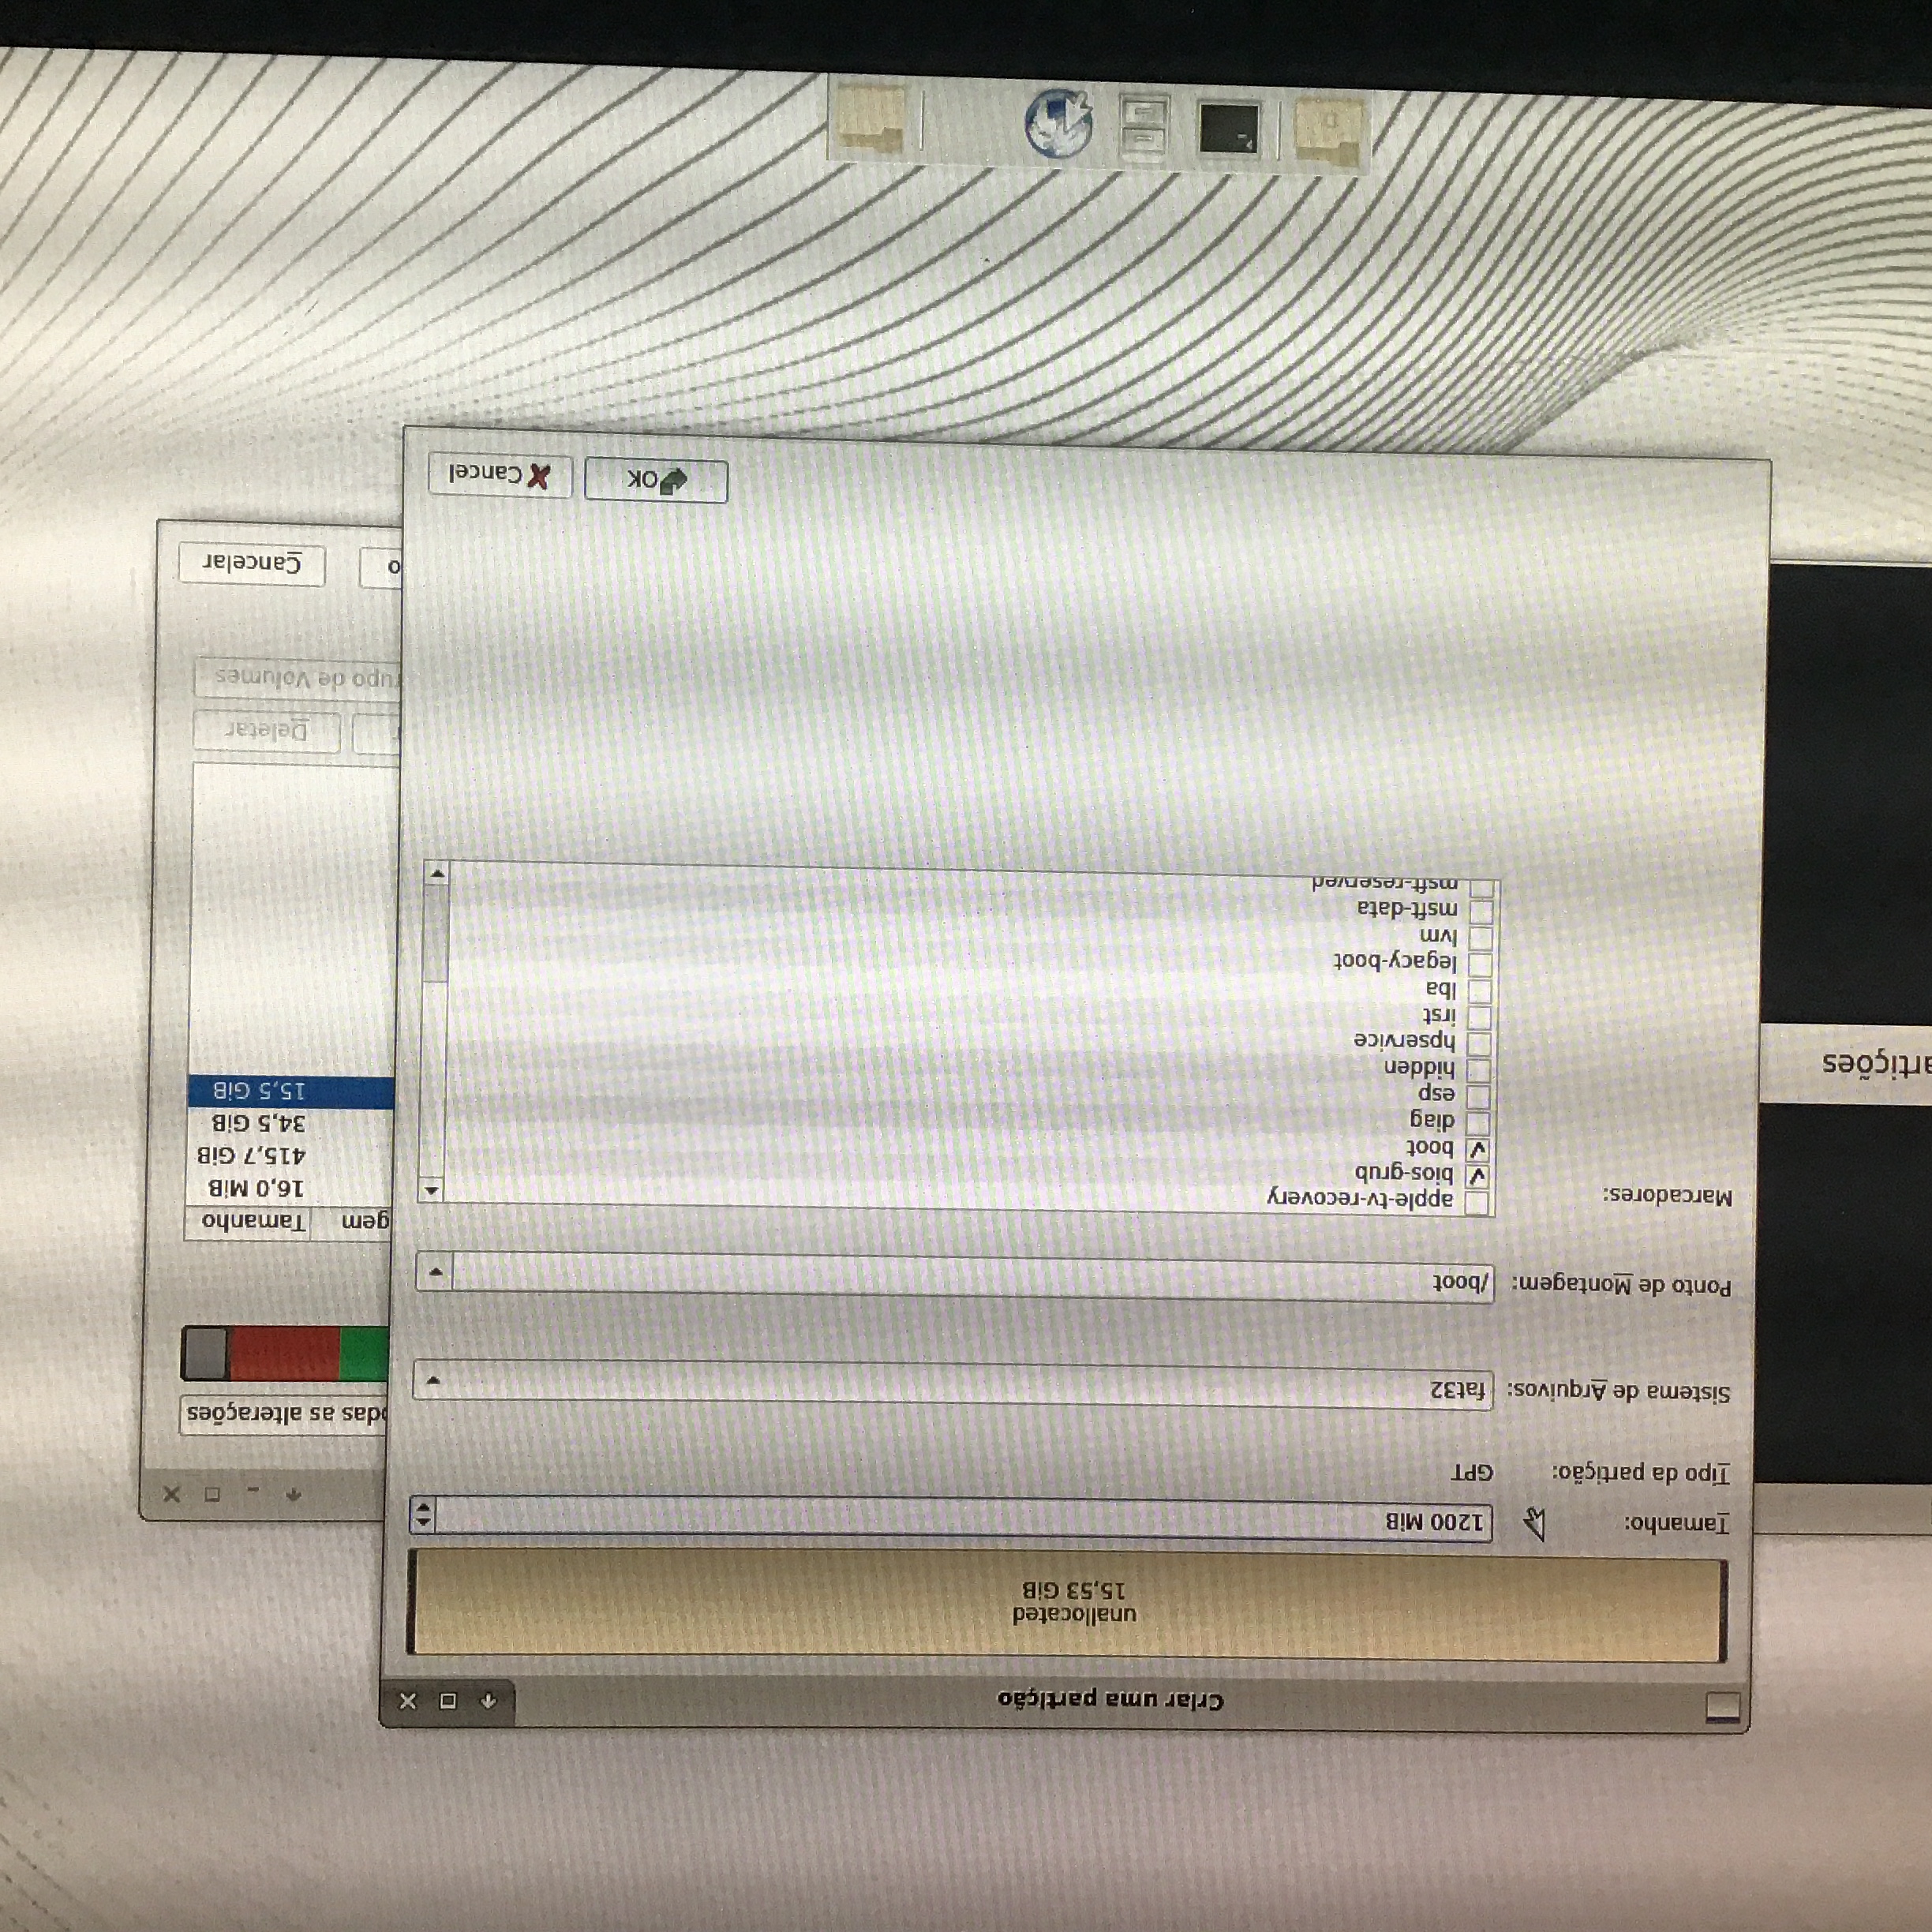 Criar uma partição
unallocated
15,53 GiB
Tamanho: 1200 MiB
Tipo da partição: GPT
Sistema de Arquivos: fat32
Ponto de Montagem: /boot
Marcadores:
apple-tv-recovery
bios-grub
boot
diag
esp
hidden
hpservice
irst
lba
legacy-boot
lvm
msft-data
msft-reserved
OK Cancel
artições
odas as alterações
gem Tamanho
16,0 MiB
415,7 GiB
34,5 GiB
15,5 GiB
Deletar
rupo de Volumes
o Cancelar